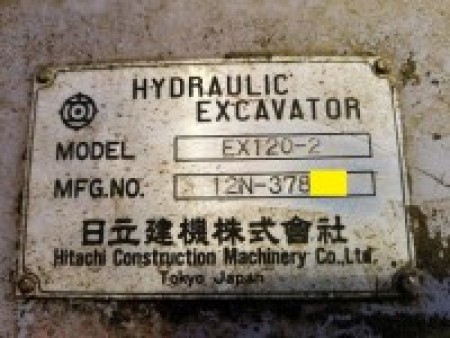 HYDRAULIC
EXCAVATOR
MODEL EX120-2
MFG.NO. 12N-378
日立建機株式會社
Hitachi Construction Machinery Co.,Ltd.
Tokyo Japan